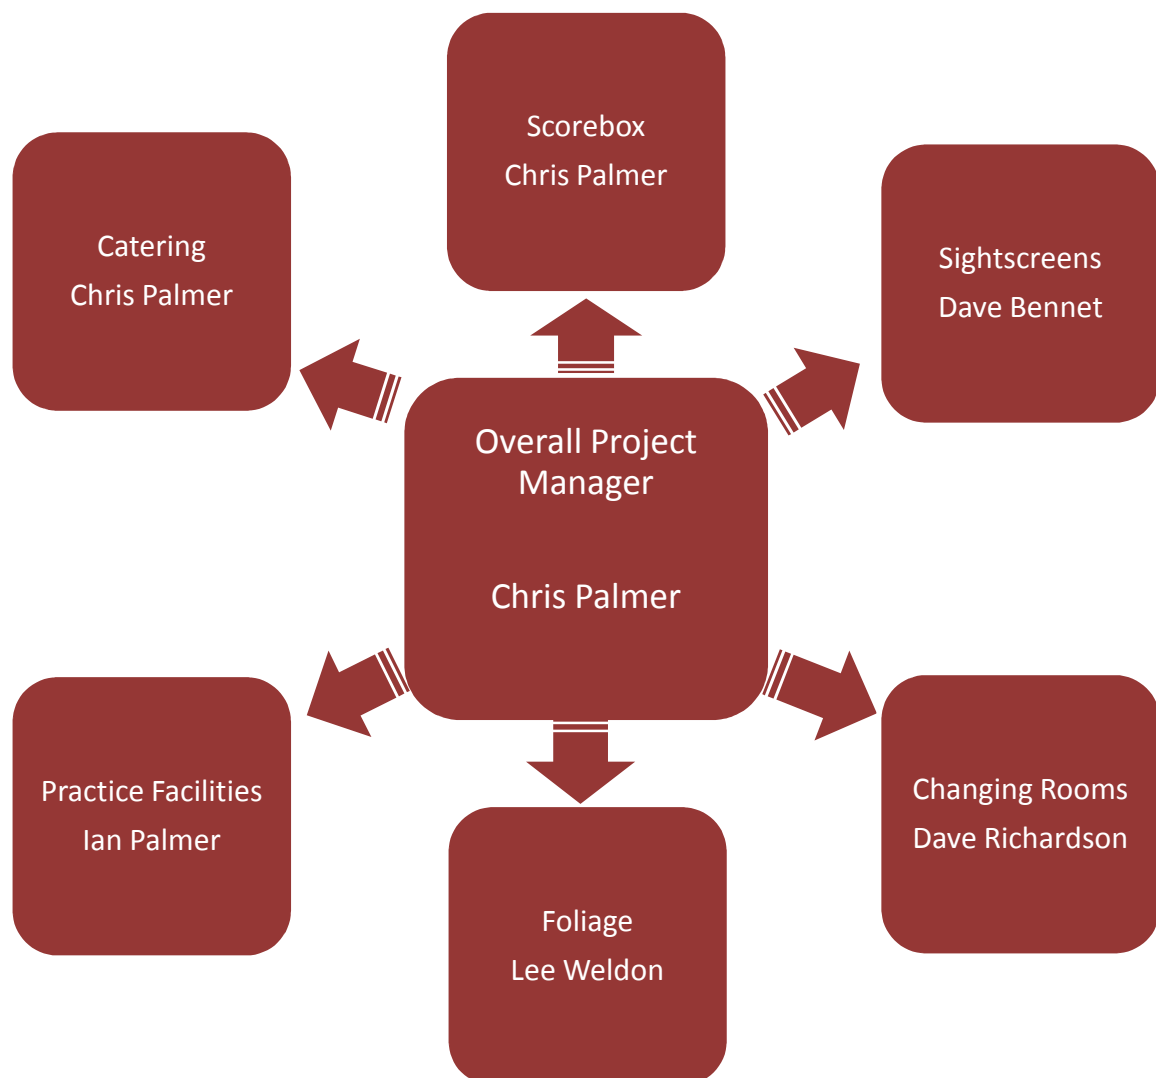 Scorebox
Chris Palmer
Catering
Chris Palmer
Sightscreens
Dave Bennet
Overall Project
Manager
Chris Palmer
Practice Facilities
Ian Palmer
Changing Rooms
Dave Richardson
Foliage
Lee Weldon